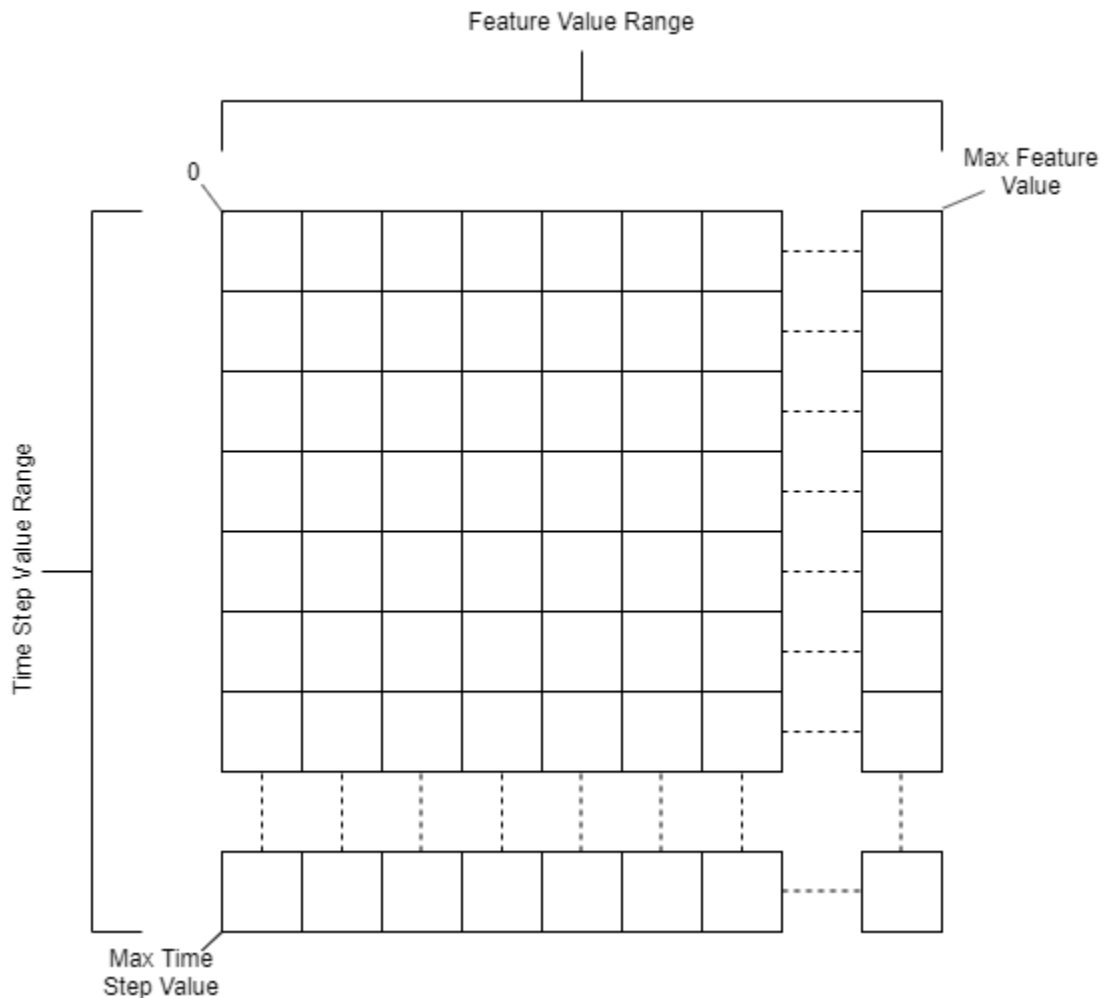 Feature Value Range
0
Max Feature
Value
Time Step Value Range
Max Time
Step Value